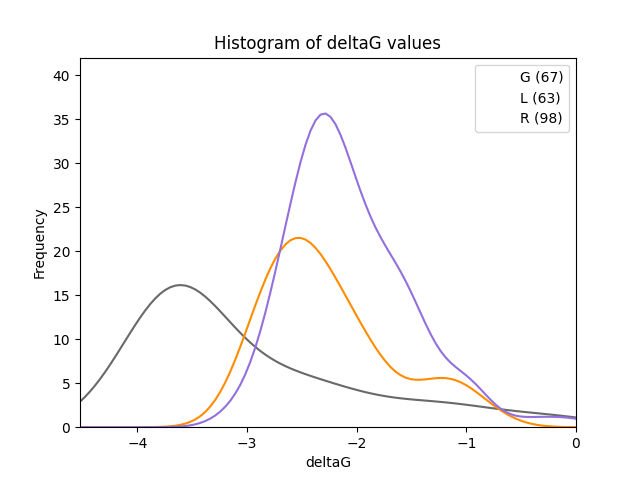 Histogram of deltaG values
G (67)
L (63)
R (98)
Frequency
40
35
30
25
20
15
10
5
0
−4
−3
−2
−1
0
deltaG